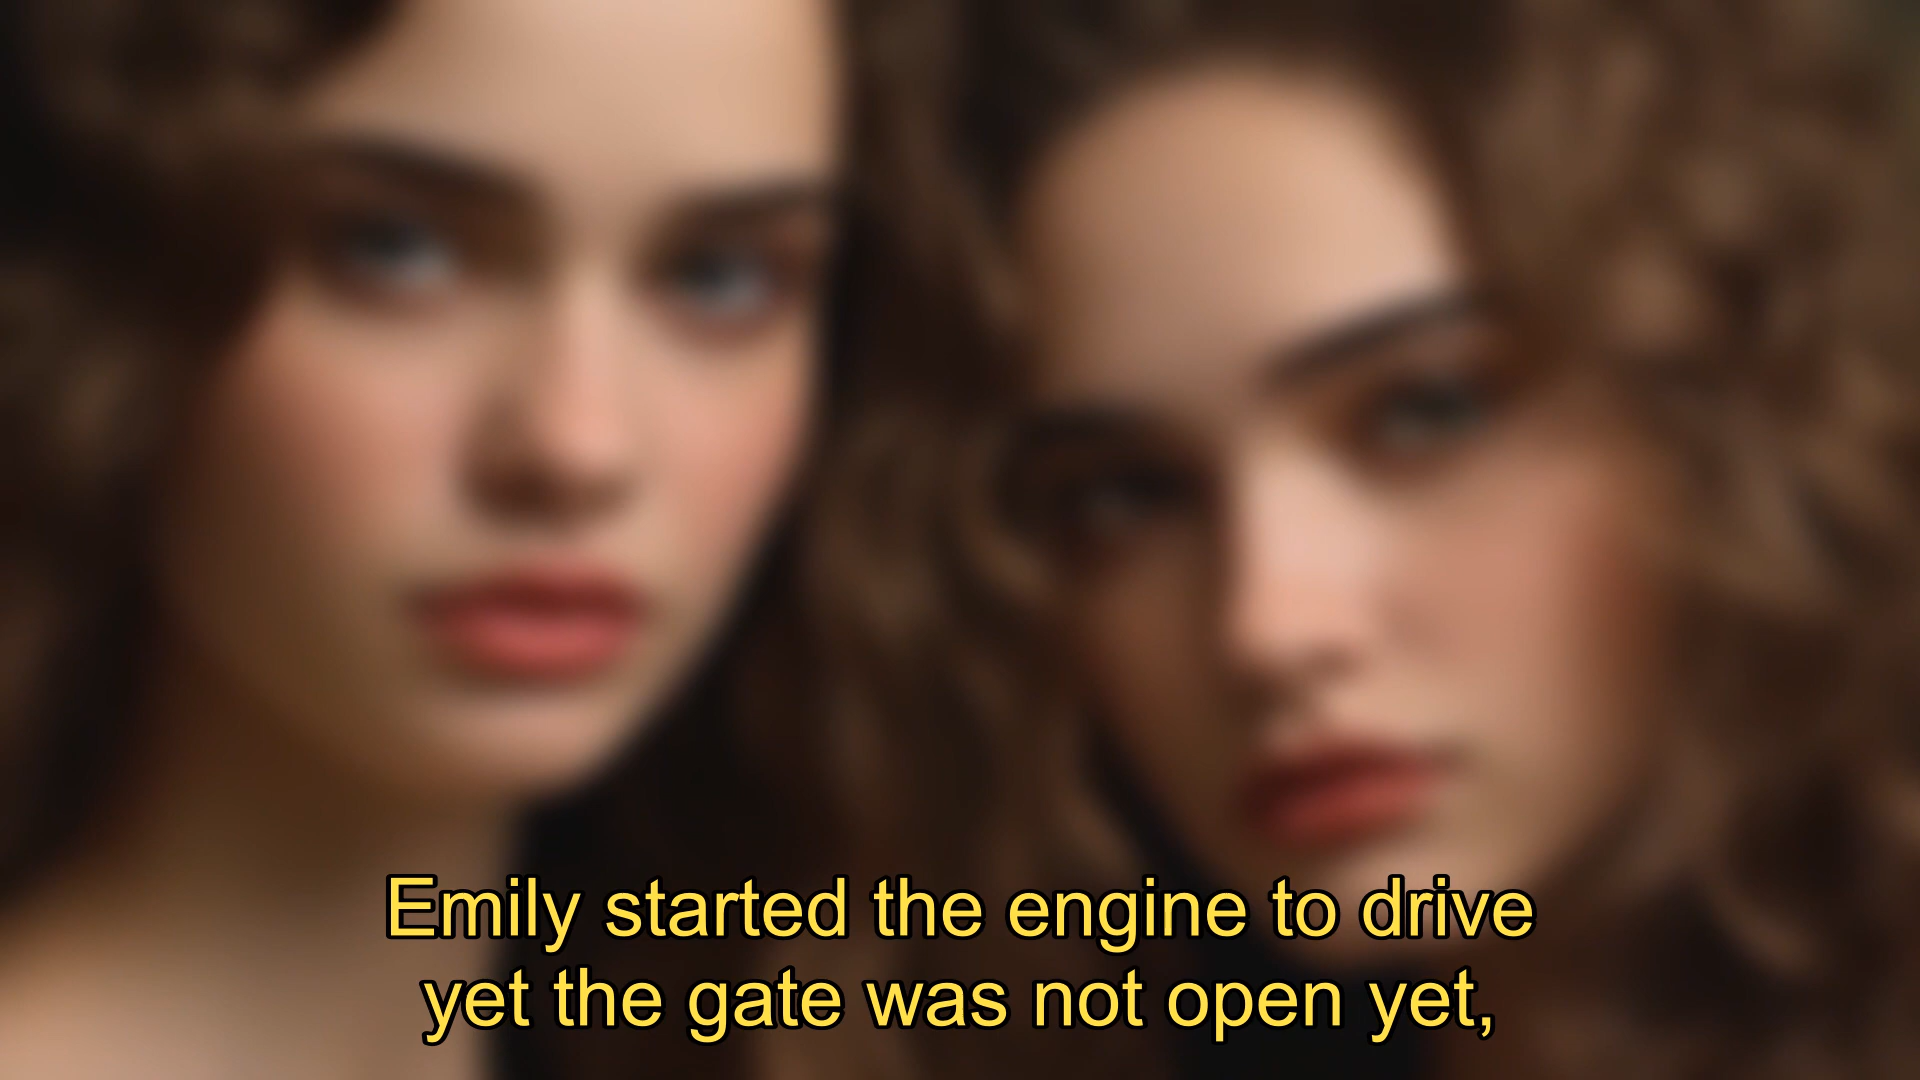 Emily started the engine to drive
yet the gate was not open yet,